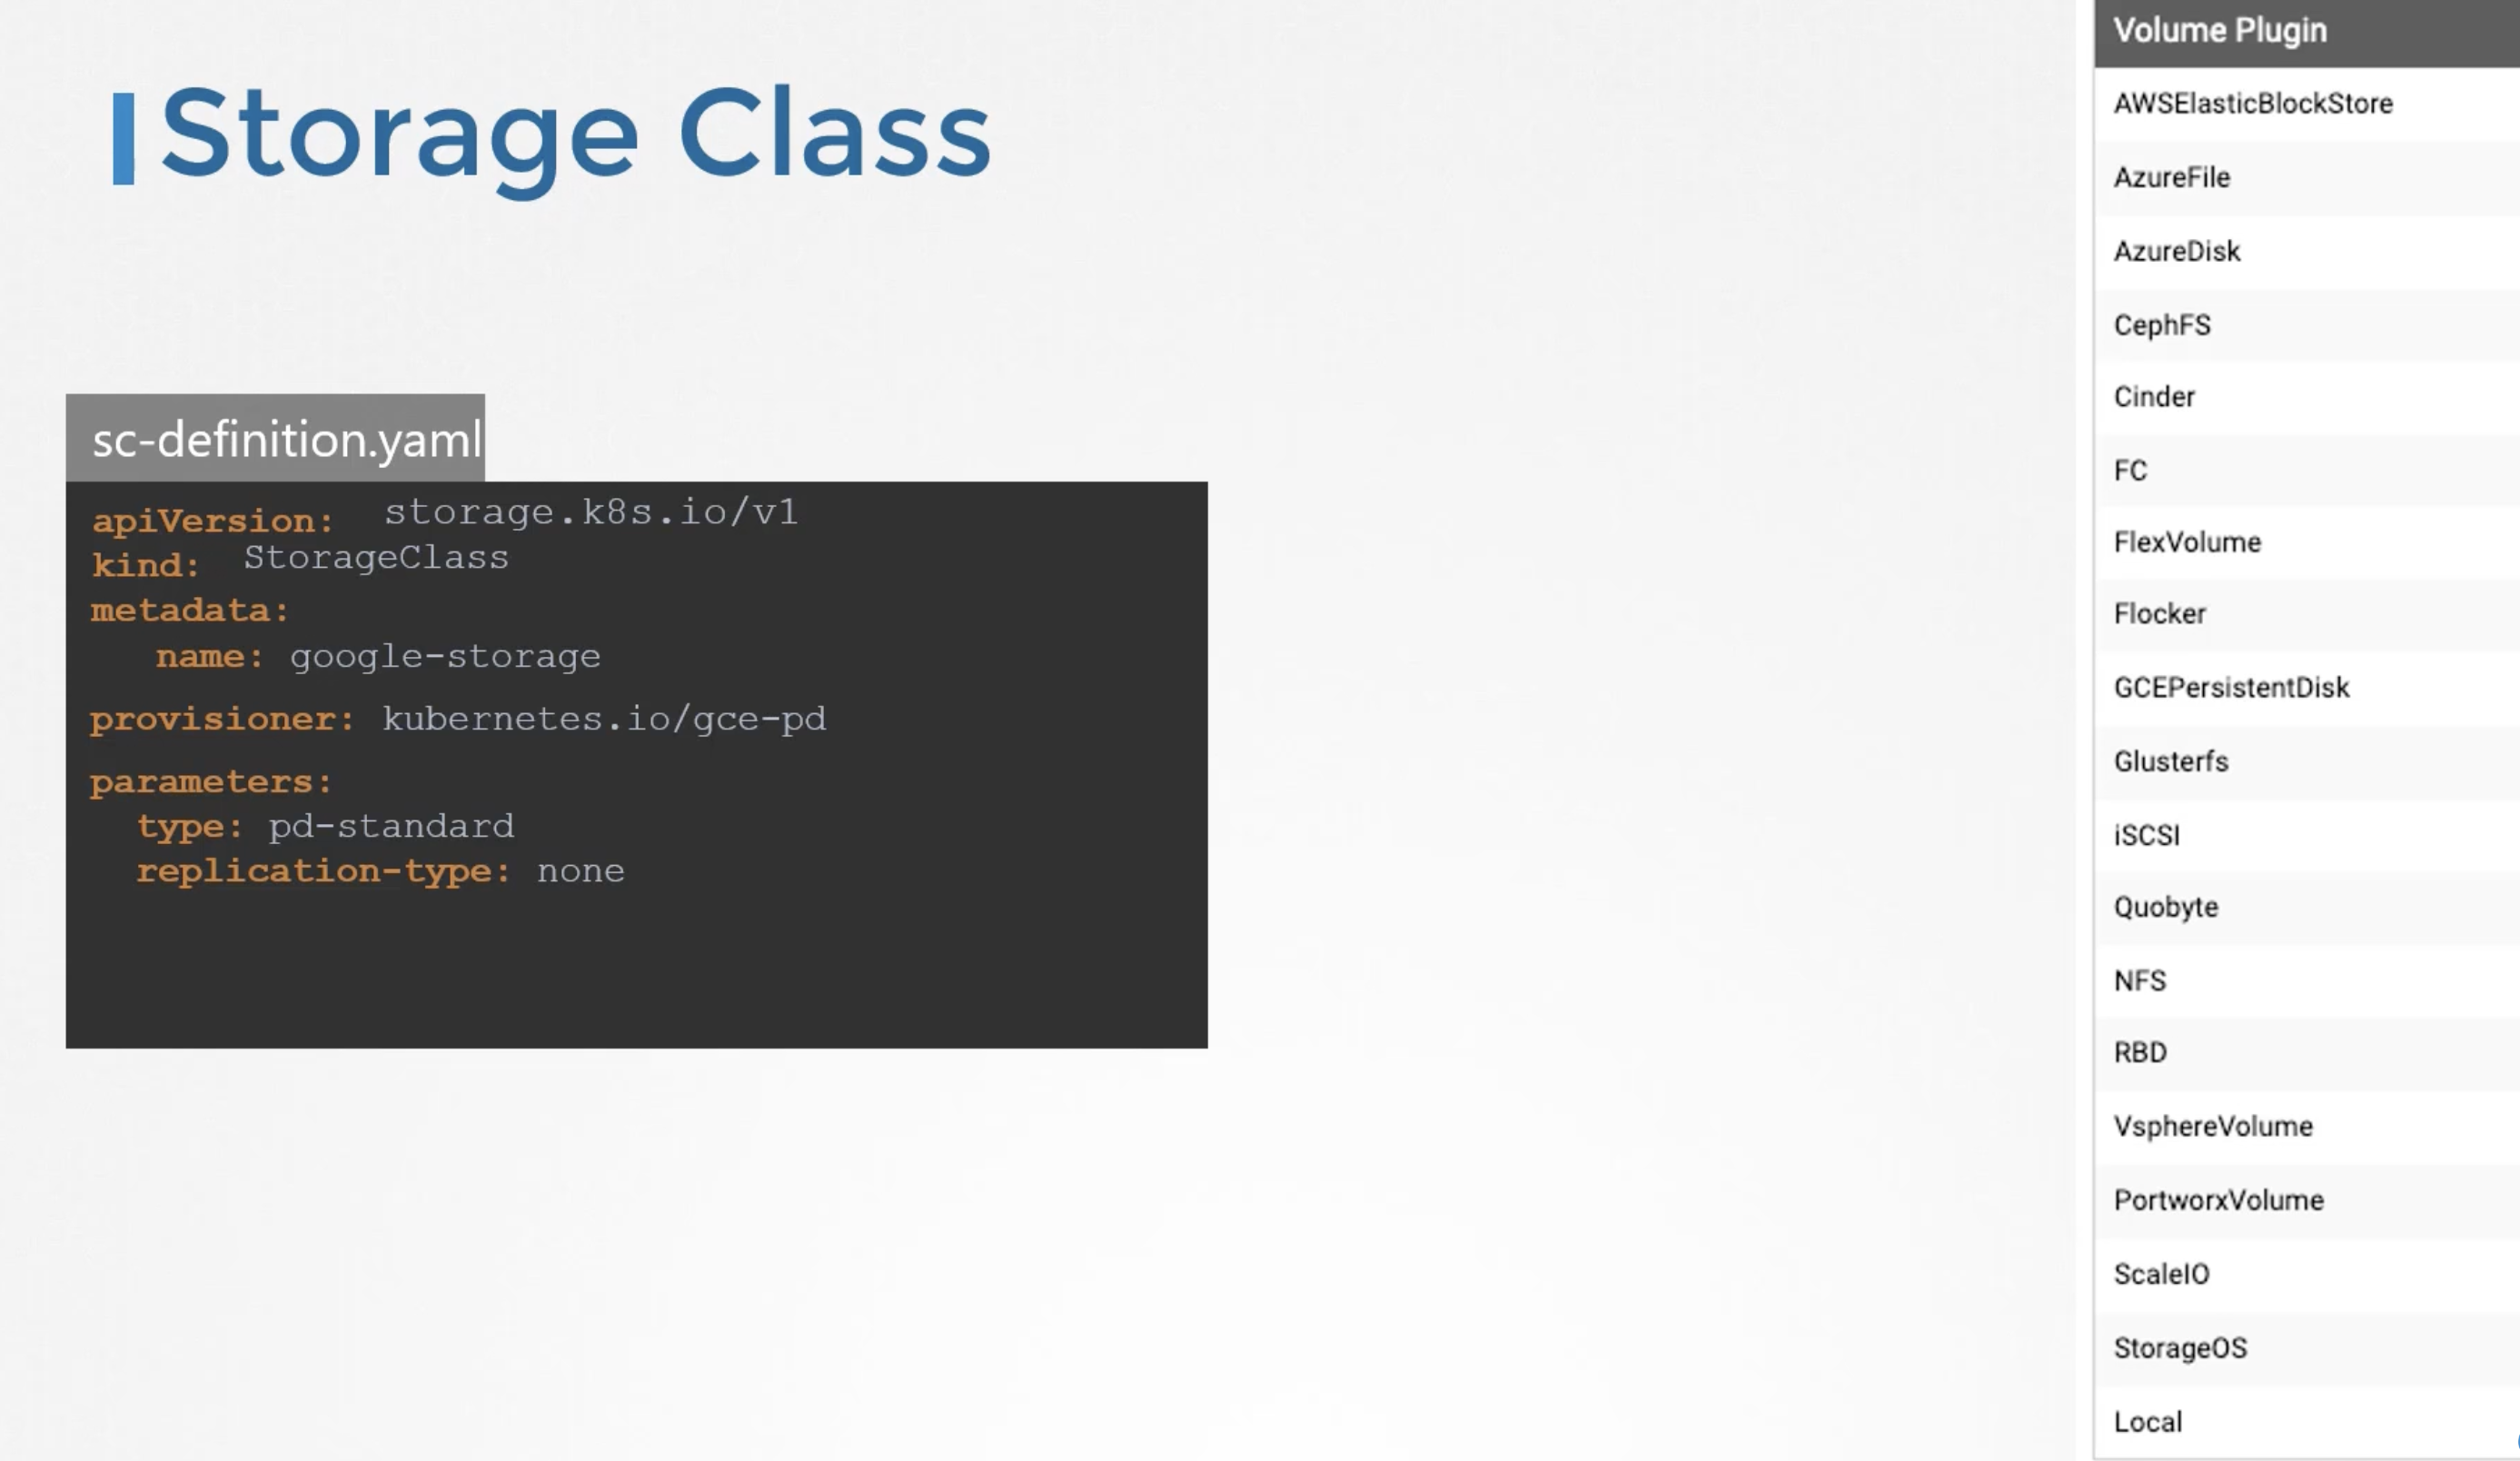 Storage Class
sc-definition.yaml
apiVersion: storage.k8s.io/v1
kind: StorageClass
metadata:
name: google-storage
provisioner: kubernetes.io/gce-pd
parameters:
type: pd-standard
replication-type: none
Volume Plugin
AWSElasticBlockStore
AzureFile
AzureDisk
CephFS
Cinder
FC
FlexVolume
Flocker
GCEPersistentDisk
Glusterfs
iSCSI
Quobyte
NFS
RBD
VsphereVolume
PortworxVolume
ScaleIO
StorageOS
Local